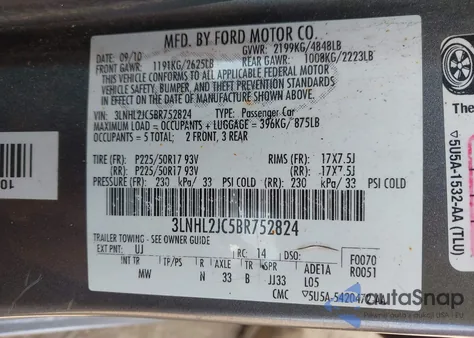 MFD. BY FORD MOTOR CO.
DATE: 09/10 GVWR: 2199KG/4848LB
FRONT GAWR: 1191KG/2625LB REAR GAWR: 1008KG/2223LB
THIS VEHICLE CONFORMS TO ALL APPLICABLE FEDERAL MOTOR
VEHICLE SAFETY, BUMPER, AND THEFT PREVENTION STANDARDS
IN EFFECT ON THE DATE OF MANUFACTURE SHOWN ABOVE.
VIN: 3LNHL2JC5BR752824 TYPE: Passenger Car
MAXIMUM LOAD = OCCUPANTS + LUGGAGE = 396KG/875LB
OCCUPANTS = 5 TOTAL 2 FRONT, 3 REAR
TIRE (FR): P225/50R17 93V RIMS (FR): 17X7.5J
(RR): P225/50R17 93V (RR): 17X7.5J
PRESSURE (FR): 230 kPa/ 33 PSI COLD (RR): 230 kPa/ 33 PSI COLD
3LNHL2JC5BR752824
TRAILER TOWING - SEE OWNER GUIDE
EXT PNT: UJ RC: 14 DSO: F0070
INT TR TP/PS R AXLE TR SPR ADE1A R0051
MW N 33 B JJ33 L05
CMC
The
5U5A-1532-AA (TLU)
autoSnap